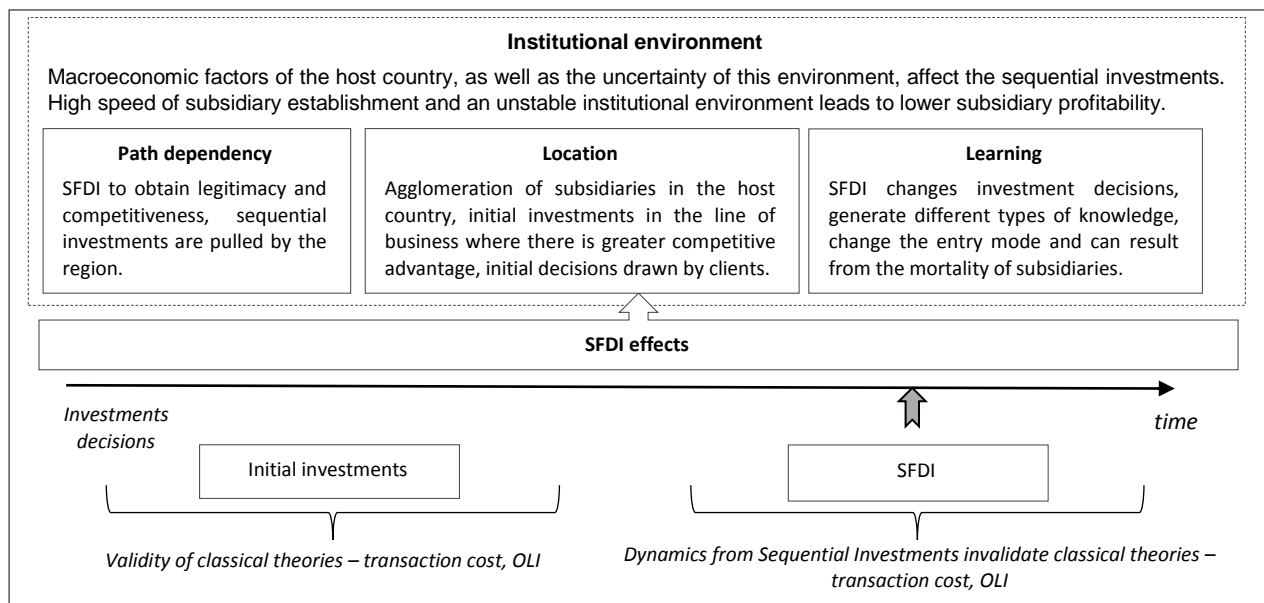 Institutional environment
Macroeconomic factors of the host country, as well as the uncertainty of this environment, affect the sequential investments.
High speed of subsidiary establishment and an unstable institutional environment leads to lower subsidiary profitability.
Path dependency
SFDI to obtain legitimacy and
competitiveness, sequential
investments are pulled by the
region.
Location
Agglomeration of subsidiaries in the host
country, initial investments in the line of
business where there is greater competitive
advantage, initial decisions drawn by clients.
Learning
SFDI changes investment decisions,
generate different types of knowledge,
change the entry mode and can result
from the mortality of subsidiaries.
SFDI effects
Investments
decisions
time
Initial investments
SFDI
Validity of classical theories – transaction cost, OLI
Dynamics from Sequential Investments invalidate classical theories –
transaction cost, OLI